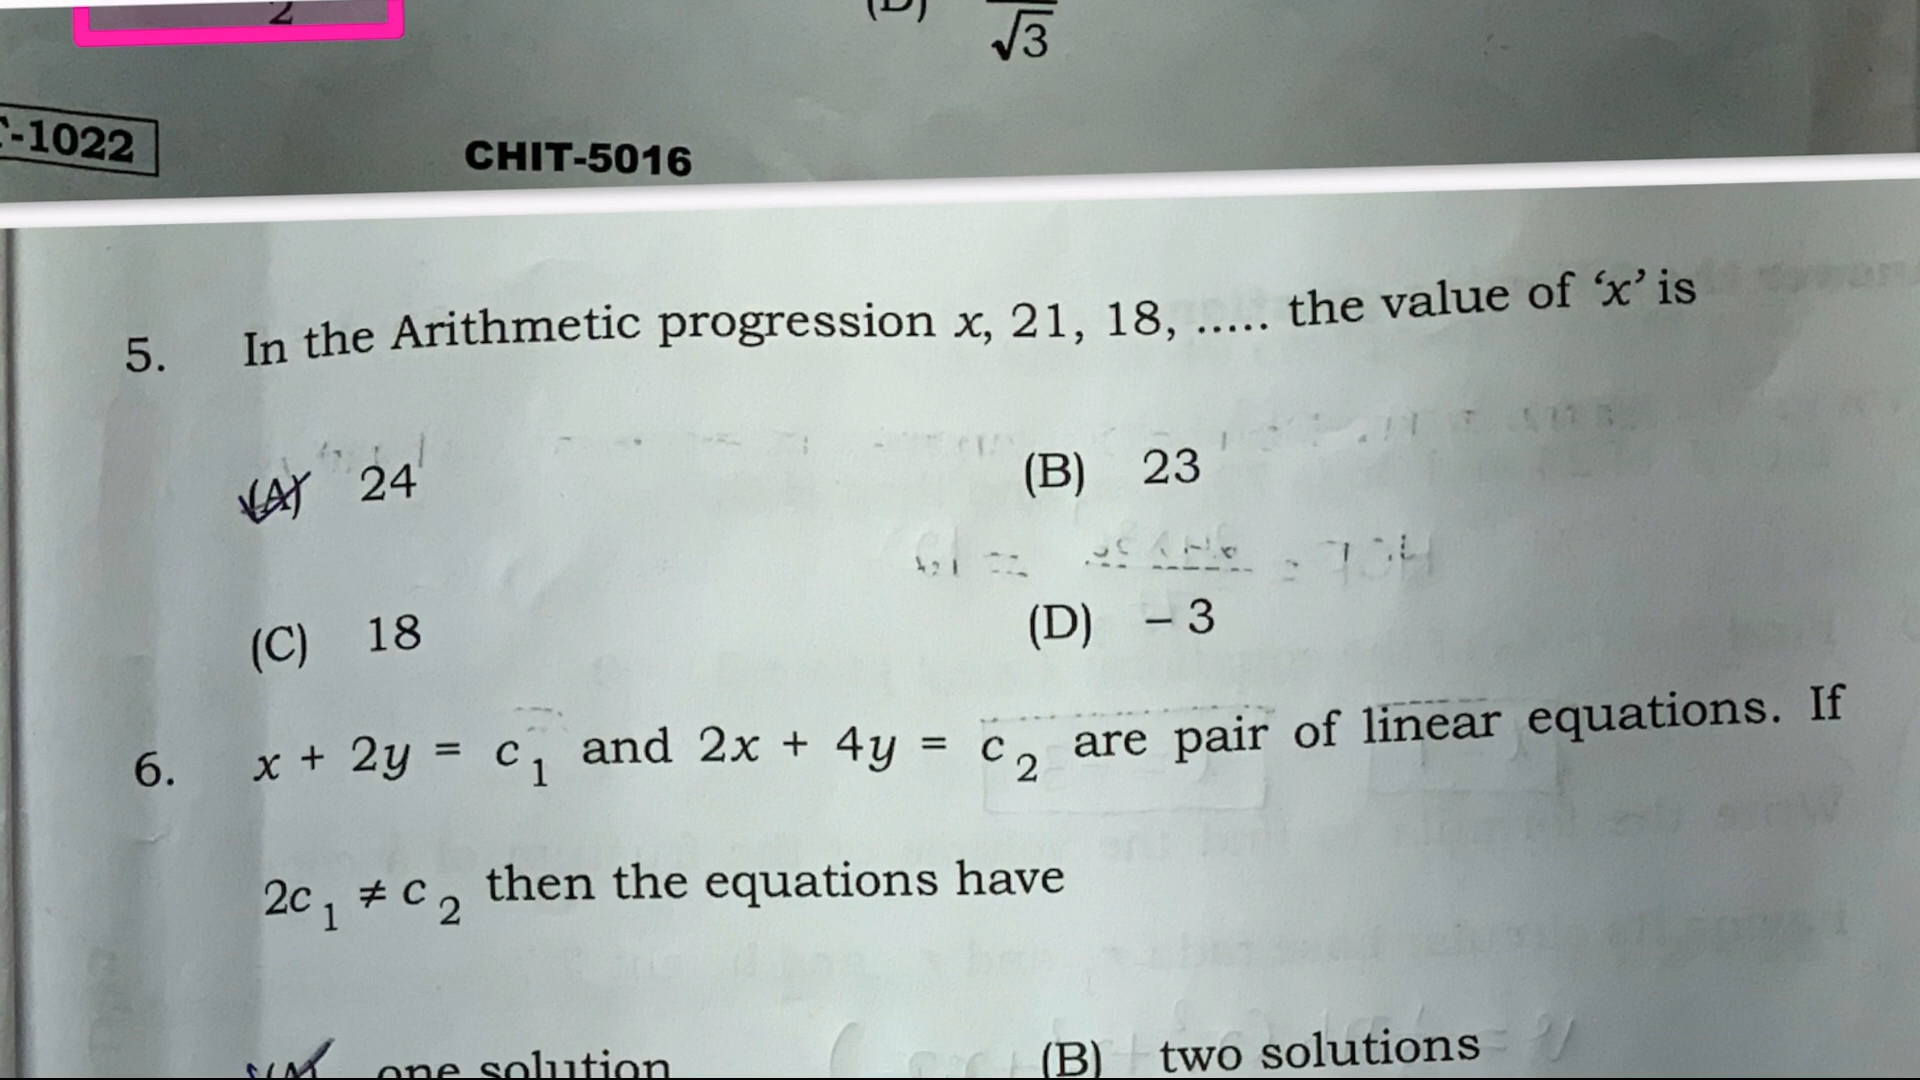 2
(D) √3
-1022
CHIT-5016
5. In the Arithmetic progression x, 21, 18, ..... the value of ‘x’ is
(A) 24 (B) 23
(C) 18 (D) – 3
6. x + 2y = c₁ and 2x + 4y = c₂ are pair of linear equations. If
2c₁ ≠ c₂ then the equations have
(A) one solution (B) two solutions